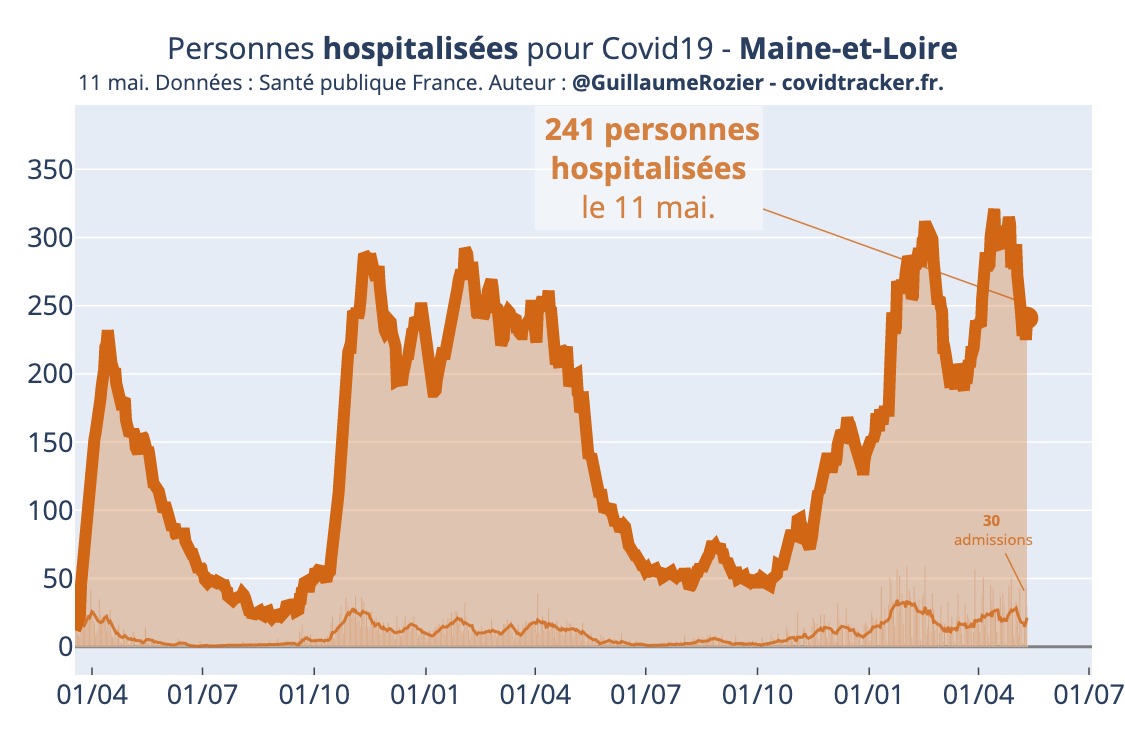 Personnes hospitalisées pour Covid19 - Maine-et-Loire
11 mai. Données : Santé publique France. Auteur : @GuillaumeRozier - covidtracker.fr.
241 personnes
hospitalisées
le 11 mai.
350
300
250
200
150
100
50
0
30
admissions
01/04 01/07 01/10 01/01 01/04 01/07 01/10 01/01 01/04 01/07